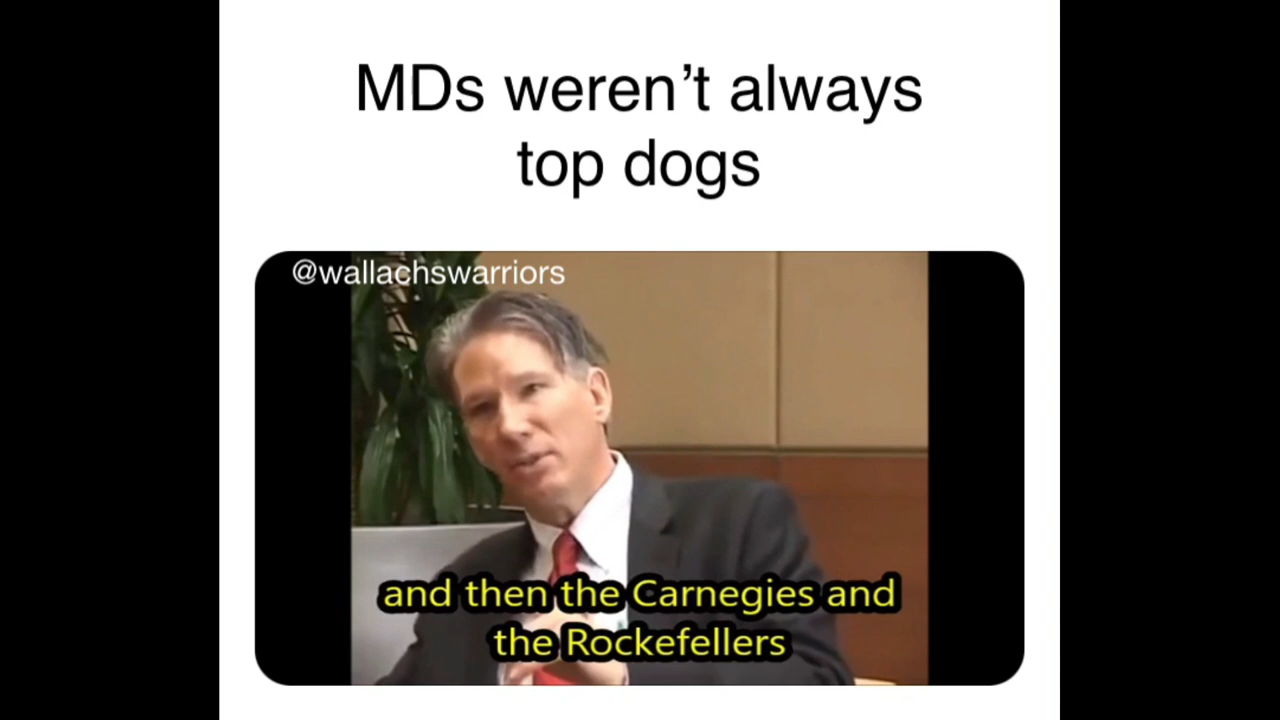 MDs weren’t always
top dogs
@wallachswarriors
and then the Carnegies and
the Rockefellers